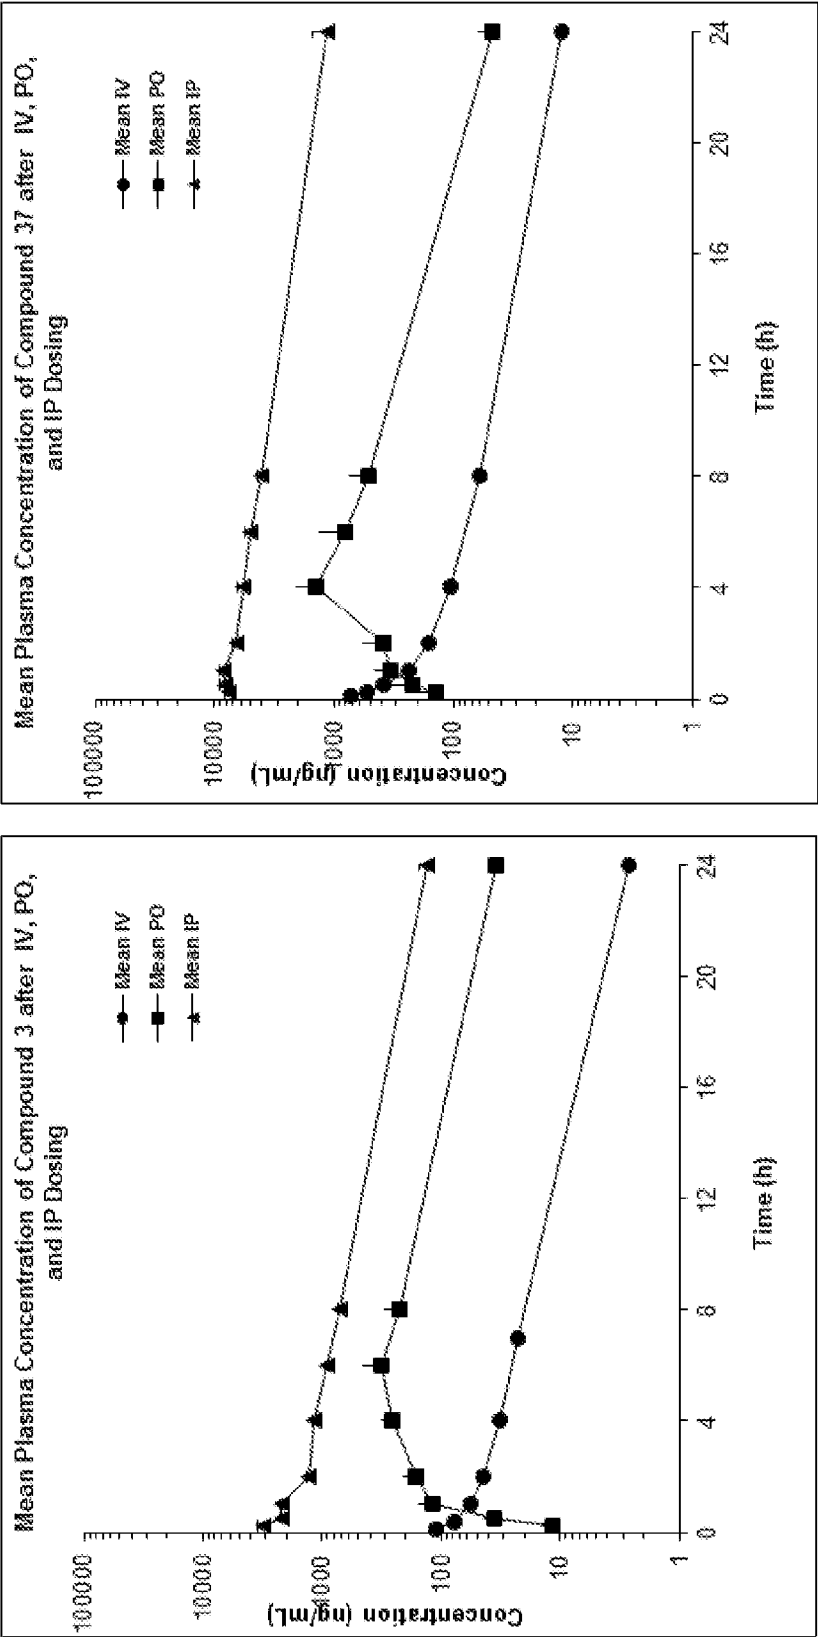 Mean Plasma Concentration of Compound 3 after IV, PO,
and IP Dosing
Mean IV
Mean PO
Mean IP
Concentration (ng/mL)
100000
10000
1000
100
10
1
0
4
8
12
16
20
24
Time (h)
Mean Plasma Concentration of Compound 37 after IV, PO,
and IP Dosing
Mean IV
Mean PO
Mean IP
Concentration (ng/mL)
100000
10000
1000
100
10
1
0
4
8
12
16
20
24
Time (h)